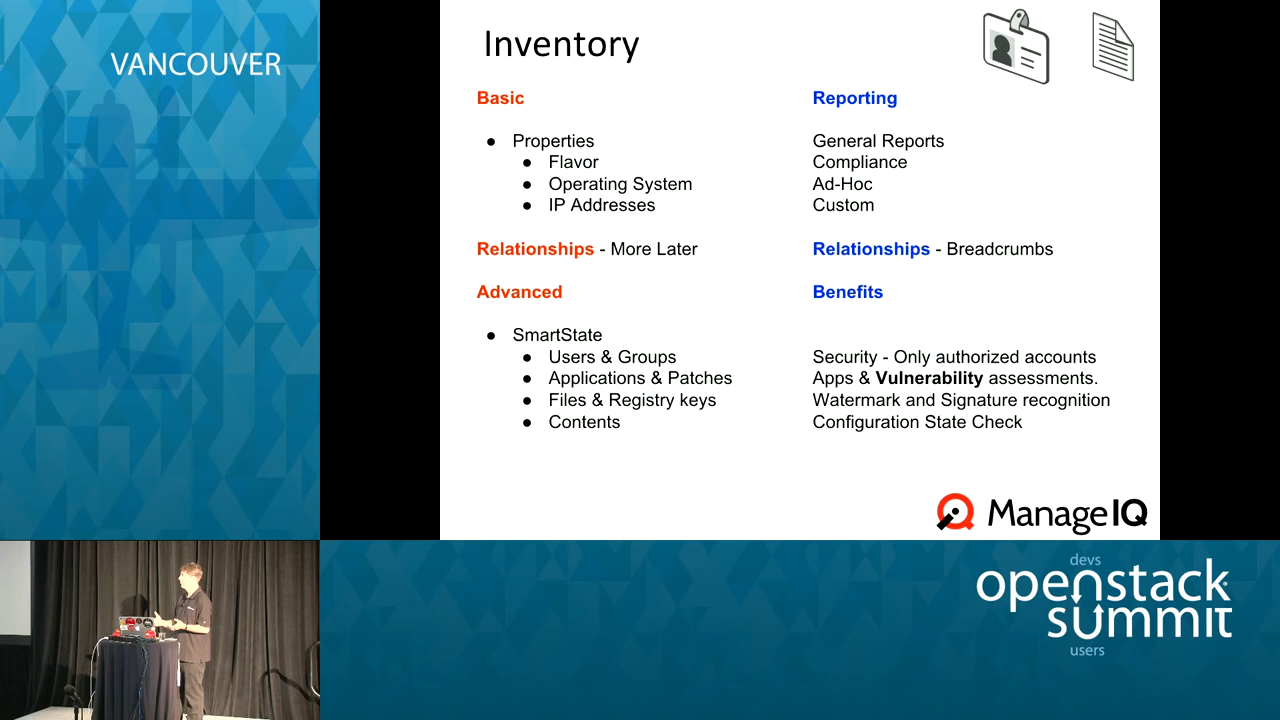 VANCOUVER
Inventory
Basic
● Properties
● Flavor
● Operating System
● IP Addresses
Relationships - More Later
Advanced
● SmartState
● Users & Groups
● Applications & Patches
● Files & Registry keys
● Contents
Reporting
General Reports
Compliance
Ad-Hoc
Custom
Relationships - Breadcrumbs
Benefits
Security - Only authorized accounts
Apps & Vulnerability assessments.
Watermark and Signature recognition
Configuration State Check
ManageIQ
devs
openstack
summit
users